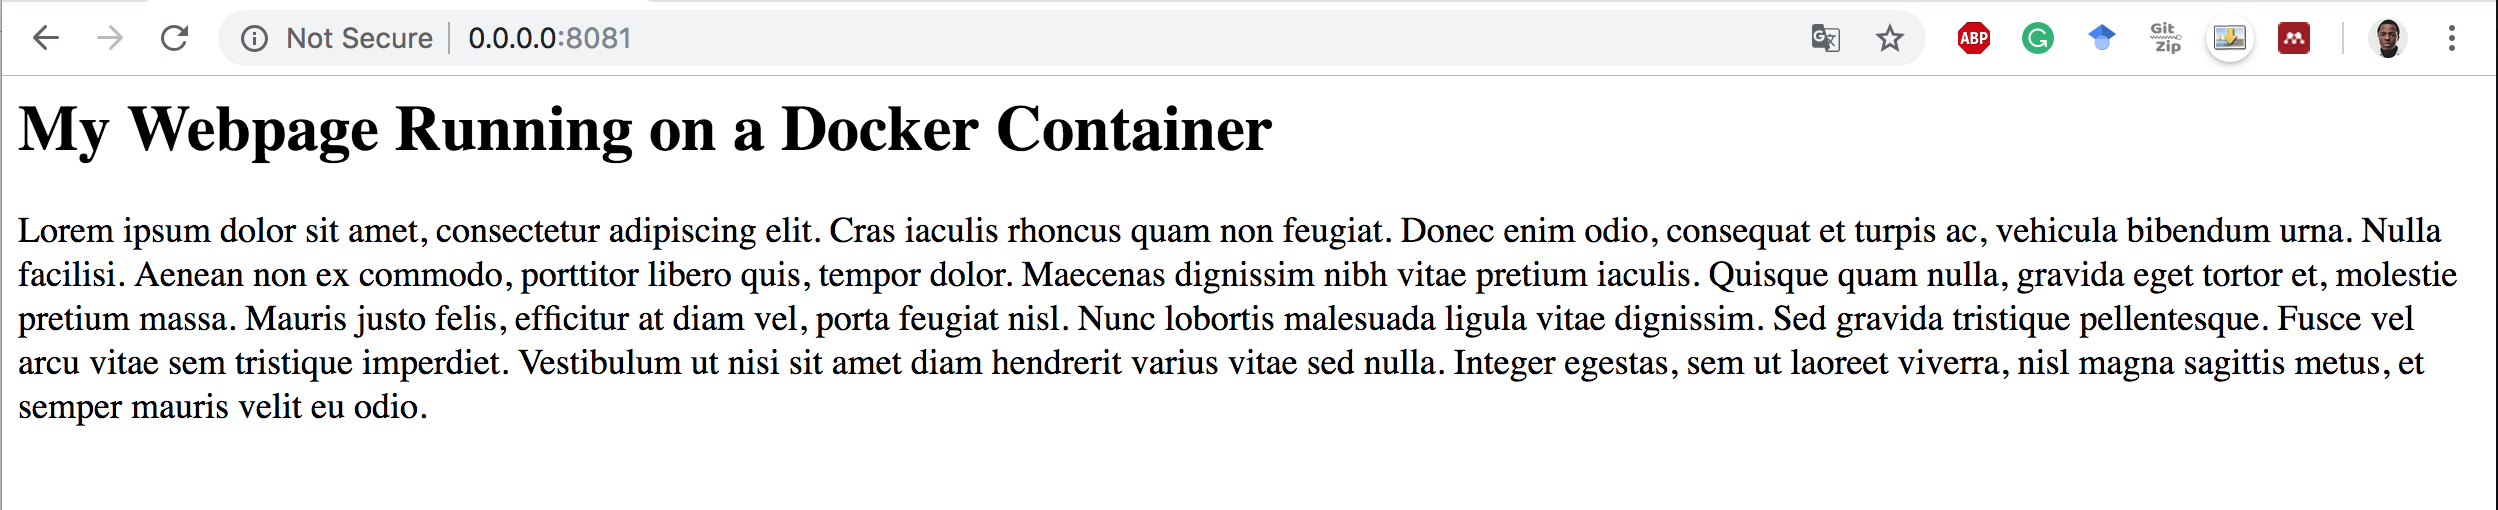 Not Secure 0.0.0.0:8081
ABP
G
Git
Zip
My Webpage Running on a Docker Container
Lorem ipsum dolor sit amet, consectetur adipiscing elit. Cras iaculis rhoncus quam non feugiat. Donec enim odio, consequat et turpis ac, vehicula bibendum urna. Nulla
facilisi. Aenean non ex commodo, porttitor libero quis, tempor dolor. Maecenas dignissim nibh vitae pretium iaculis. Quisque quam nulla, gravida eget tortor et, molestie
pretium massa. Mauris justo felis, efficitur at diam vel, porta feugiat nisl. Nunc lobortis malesuada ligula vitae dignissim. Sed gravida tristique pellentesque. Fusce vel
arcu vitae sem tristique imperdiet. Vestibulum ut nisi sit amet diam hendrerit varius vitae sed nulla. Integer egestas, sem ut laoreet viverra, nisl magna sagittis metus, et
semper mauris velit eu odio.